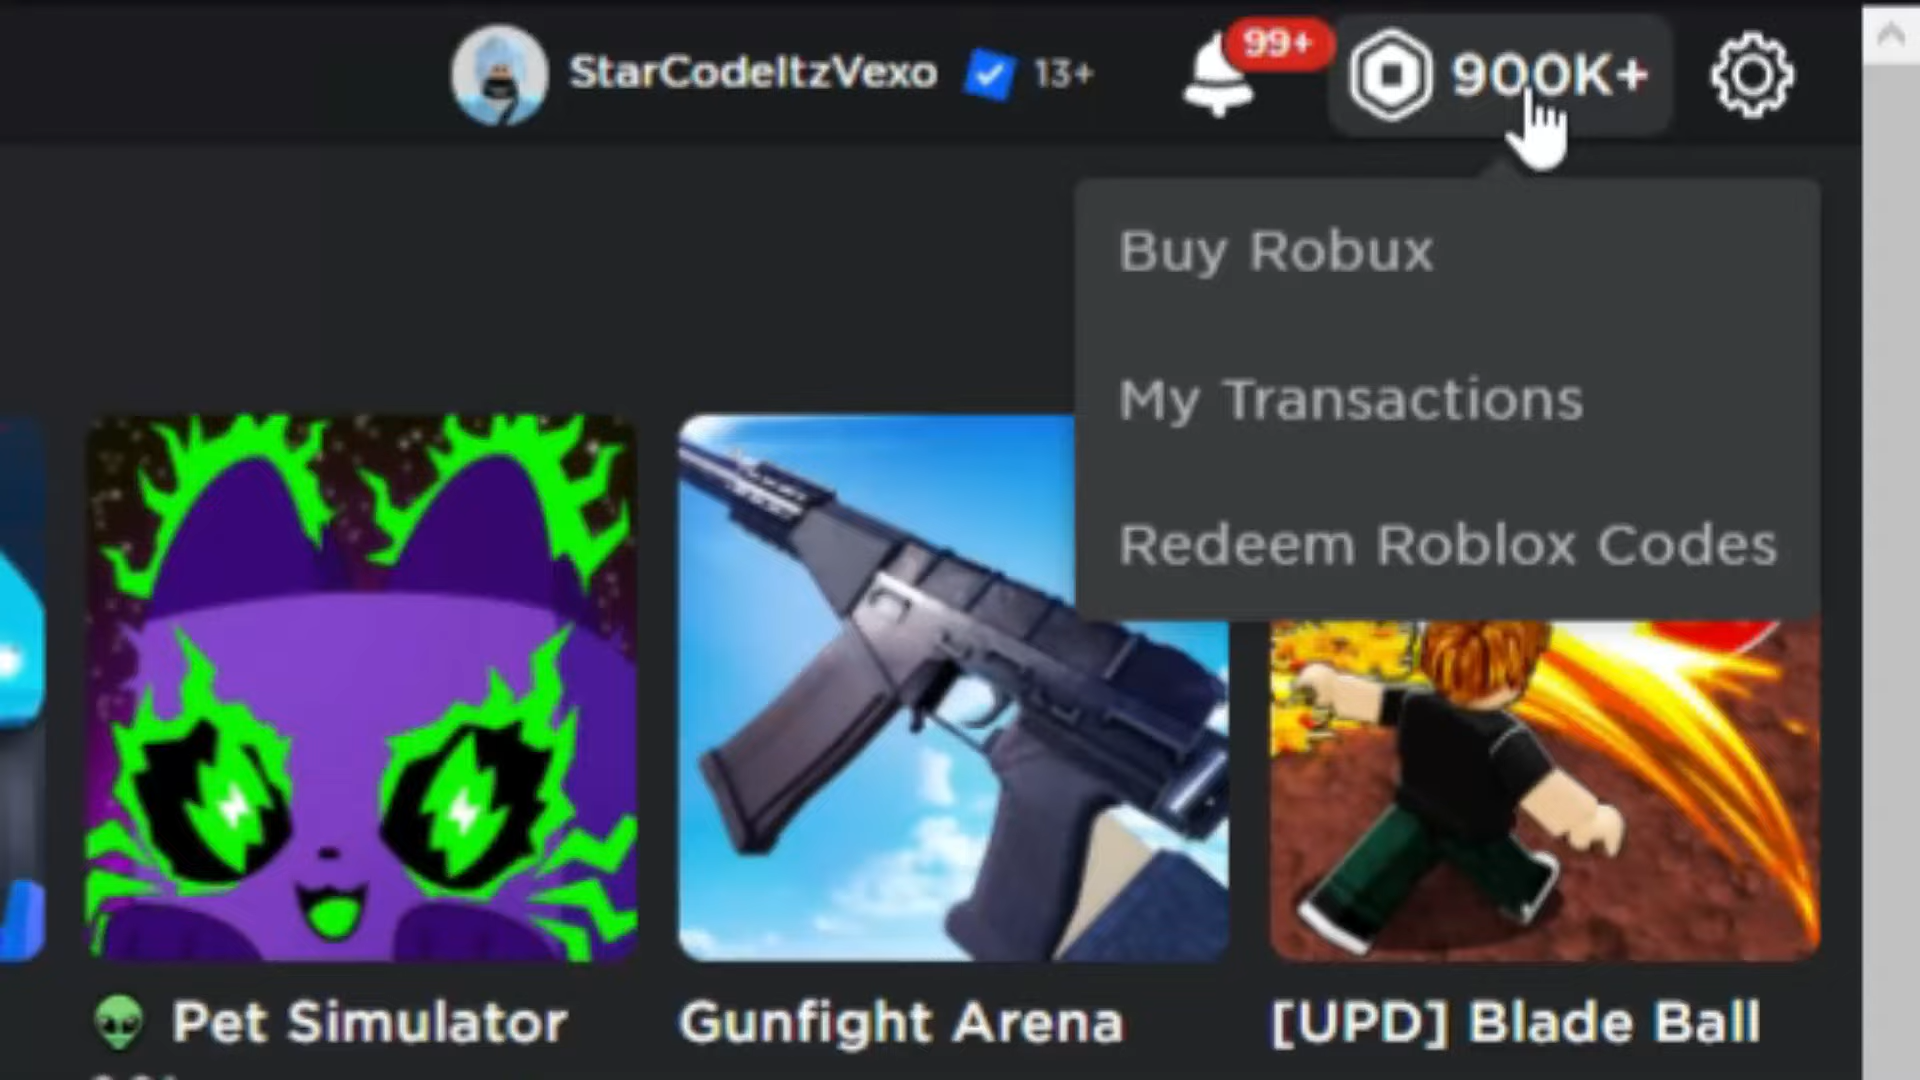 StarCodeItzVexo 13+ 99+ 900K+
Buy Robux
My Transactions
Redeem Roblox Codes
Pet Simulator
Gunfight Arena
[UPD] Blade Ball